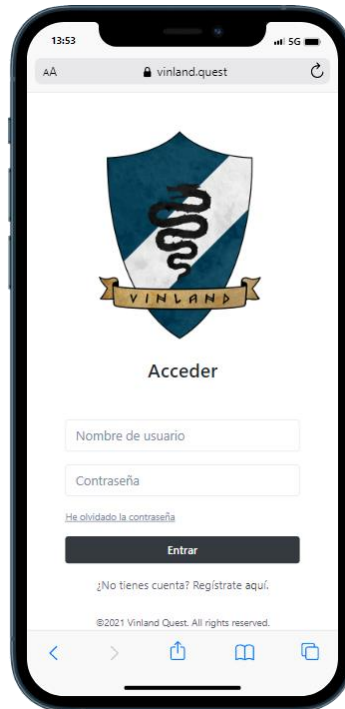 13:53
5G
AA vinland.quest
VINLAND
Acceder
Nombre de usuario
Contraseña
He olvidado la contraseña
Entrar
¿No tienes cuenta? Regístrate aquí.
©2021 Vinland Quest. All rights reserved.